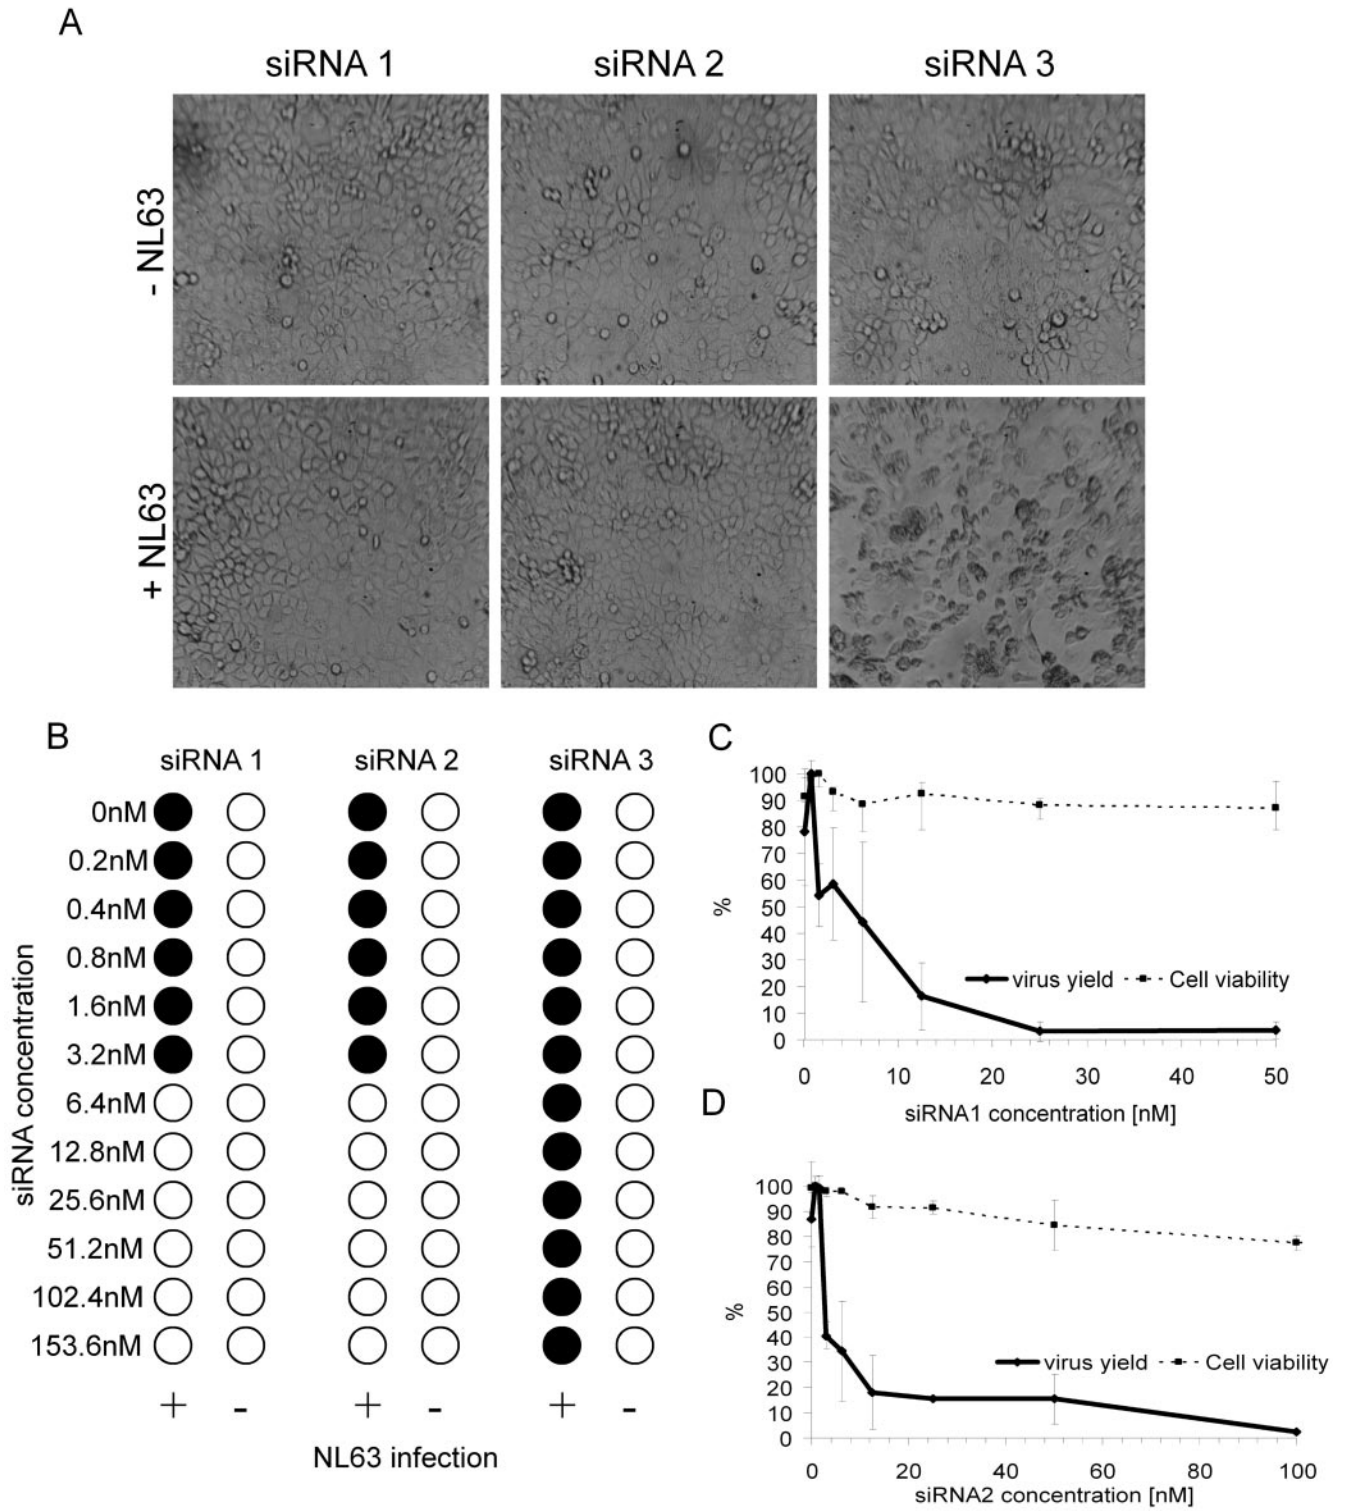 A
siRNA 1
siRNA 2
siRNA 3
- NL63
+ NL63
B
siRNA 1
siRNA 2
siRNA 3
siRNA concentration
0nM
0.2nM
0.4nM
0.8nM
1.6nM
3.2nM
6.4nM
12.8nM
25.6nM
51.2nM
102.4nM
153.6nM
+ - + - + -
NL63 infection
C
100
90
80
70
60
50
40
30
20
10
0
%
virus yield
Cell viability
0 10 20 30 40 50
siRNA1 concentration [nM]
D
100
90
80
70
60
50
40
30
20
10
0
%
virus yield
Cell viability
0 20 40 60 80 100
siRNA2 concentration [nM]